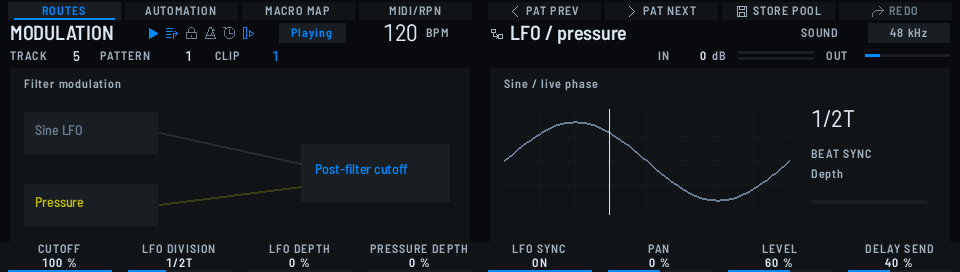 ROUTES AUTOMATION MACRO MAP MIDI/RPN PAT PREV PAT NEXT STORE POOL REDO
MODULATION Playing 120 BPM LFO / pressure SOUND 48 kHz
TRACK 5 PATTERN 1 CLIP 1 IN 0 dB OUT
Filter modulation
Sine LFO
Pressure
Post-filter cutoff
Sine / live phase
1/2T
BEAT SYNC
Depth
CUTOFF LFO DIVISION LFO DEPTH PRESSURE DEPTH LFO SYNC PAN LEVEL DELAY SEND
100 % 1/2T 0 % 0 % ON 0 % 60 % 40 %